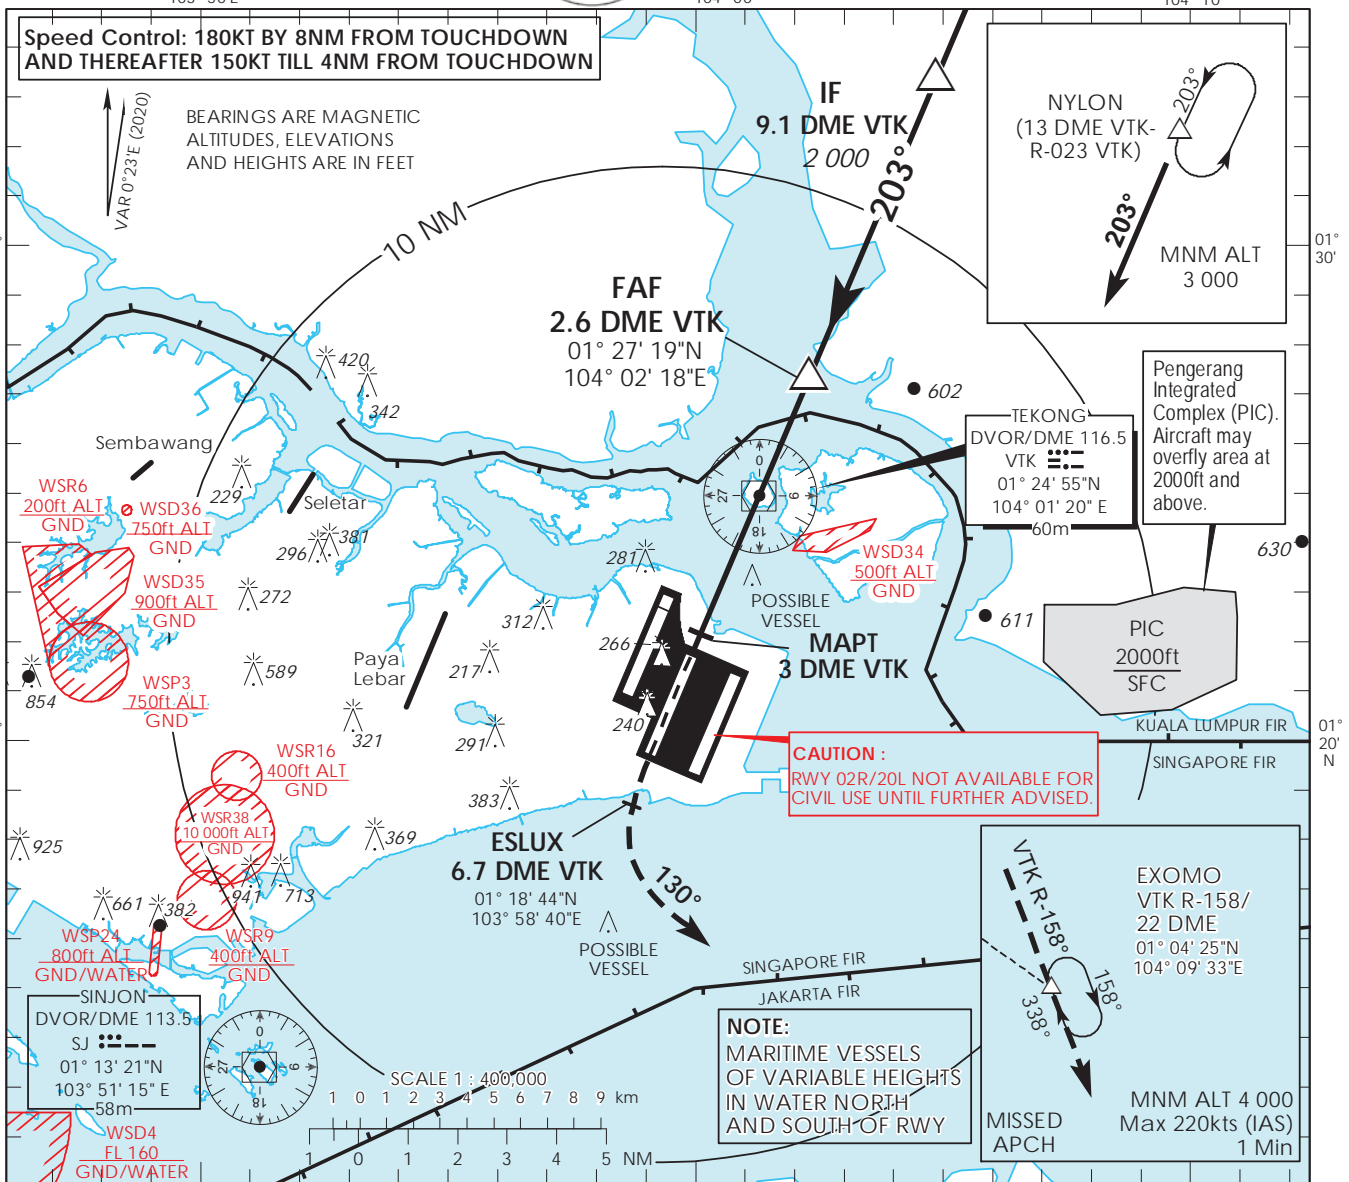 Speed Control: 180KT BY 8NM FROM TOUCHDOWN
AND THEREAFTER 150KT TILL 4NM FROM TOUCHDOWN
VAR 0°23'E (2020)
BEARINGS ARE MAGNETIC
ALTITUDES, ELEVATIONS
AND HEIGHTS ARE IN FEET
IF
9.1 DME VTK
2 000
203°
10 NM
NYLON
(13 DME VTK-
R-023 VTK)
203°
203°
MNM ALT
3 000
01°
30'
FAF
2.6 DME VTK
01° 27' 19"N
104° 02' 18"E
420
342
602
Pengerang
Integrated
Complex (PIC).
Aircraft may
overfly area at
2000ft and
above.
TEKONG
DVOR/DME 116.5
VTK
01° 24' 55"N
104° 01' 20" E
60m
Sembawang
229
Seletar
WSR6
200ft ALT
GND
WSD36
750ft ALT
GND
296
381
281
0
9
18
27
WSD34
500ft ALT
GND
630
WSD35
900ft ALT
GND
272
312
POSSIBLE
VESSEL
611
PIC
2000ft
SFC
266
MAPT
3 DME VTK
589
Paya
Lebar
217
854
WSP3
750ft ALT
GND
321
291
240
KUALA LUMPUR FIR
SINGAPORE FIR
01°
20'
N
WSR16
400ft ALT
GND
CAUTION :
RWY 02R/20L NOT AVAILABLE FOR
CIVIL USE UNTIL FURTHER ADVISED.
383
WSR38
10 000ft ALT
GND
925
369
ESLUX
6.7 DME VTK
01° 18' 44"N
103° 58' 40"E
130°
941
713
661
382
POSSIBLE
VESSEL
WSP24
800ft ALT
GND/WATER
WSR9
400ft ALT
GND
SINGAPORE FIR
JAKARTA FIR
VTK R-158°
158°
338°
EXOMO
VTK R-158/
22 DME
01° 04' 25"N
104° 09' 33"E
MNM ALT 4 000
Max 220kts (IAS)
1 Min
MISSED
APCH
SINJON
DVOR/DME 113.5
SJ
01° 13' 21"N
103° 51' 15" E
58m
0
9
18
27
NOTE:
MARITIME VESSELS
OF VARIABLE HEIGHTS
IN WATER NORTH
AND SOUTH OF RWY
SCALE 1 : 400,000
1 0 1 2 3 4 5 6 7 8 9 km
1 0 1 2 3 4 5 NM
WSD4
FL 160
GND/WATER